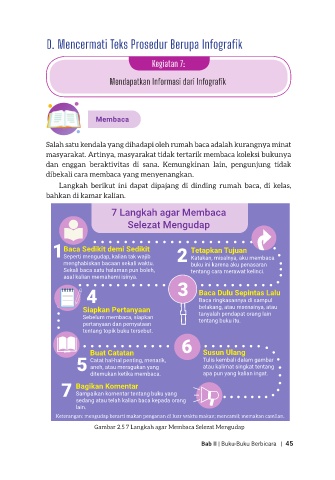 D. Mencermati Teks Prosedur Berupa Infografik
Kegiatan 7:
Mendapatkan Informasi dari Infografik
Membaca
Salah satu kendala yang dihadapi oleh rumah baca adalah kurangnya minat
masyarakat. Artinya, masyarakat tidak tertarik membaca koleksi bukunya
dan enggan beraktivitas di sana. Kemungkinan lain, pengunjung tidak
dibekali cara membaca yang menyenangkan.
Langkah berikut ini dapat dipajang di dinding rumah baca, di kelas,
bahkan di kamar kalian.
7 Langkah agar Membaca
Selezat Mengudap
1
Baca Sedikit demi Sedikit
Seperti mengudap, kalian tak wajib
menghabiskan bacaan sekali waktu.
Sekali baca satu halaman pun boleh,
asal kalian memahami isinya.
2
Tetapkan Tujuan
Katakan, misalnya, aku membaca
buku ini karena aku penasaran
tentang cara merawat kelinci.
3
Baca Dulu Sepintas Lalu
Baca ringkasannya di sampul
belakang, atau resensinya, atau
tanyalah pendapat orang lain
tentang buku itu.
4
Siapkan Pertanyaan
Sebelum membaca, siapkan
pertanyaan dan pernyataan
tentang topik buku tersebut.
5
Buat Catatan
Catat hal-hal penting, menarik,
aneh, atau meragukan yang
ditemukan ketika membaca.
6
Susun Ulang
Tulis kembali dalam gambar
atau kalimat singkat tentang
apa pun yang kalian ingat.
7
Bagikan Komentar
Sampaikan komentar tentang buku yang
sedang atau telah kalian baca kepada orang
lain.
Keterangan: mengudap berarti makan panganan di luar waktu makan; mencamil; memakan camilan.
Gambar 2.5 7 Langkah agar Membaca Selezat Mengudap
Bab II | Buku-Buku Berbicara | 45